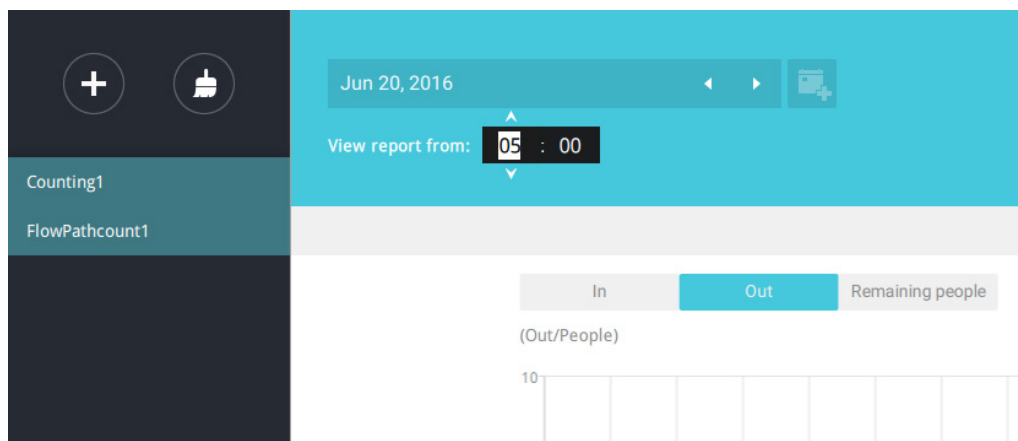 Jun 20, 2016
View report from: 05 : 00
Counting1
FlowPathcount1
In Out Remaining people
(Out/People)
10